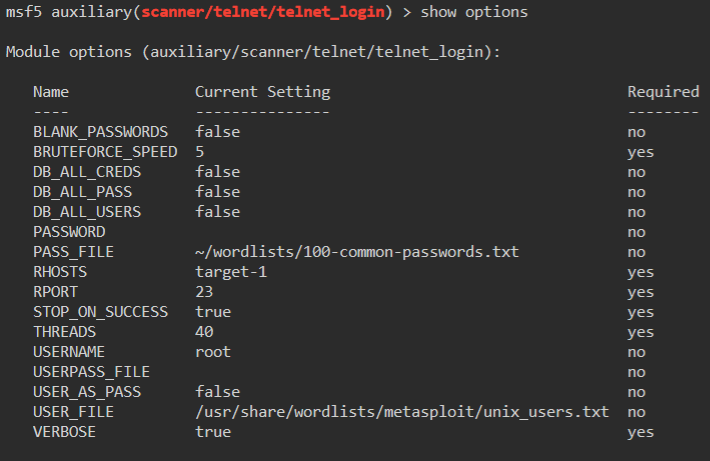 msf5 auxiliary(scanner/telnet/telnet_login) > show options
Module options (auxiliary/scanner/telnet/telnet_login):
Name Current Setting Required
---- --------------- --------
BLANK_PASSWORDS false no
BRUTEFORCE_SPEED 5 yes
DB_ALL_CREDS false no
DB_ALL_PASS false no
DB_ALL_USERS false no
PASSWORD no
PASS_FILE ~/wordlists/100-common-passwords.txt no
RHOSTS target-1 yes
RPORT 23 yes
STOP_ON_SUCCESS true yes
THREADS 40 yes
USERNAME root no
USERPASS_FILE no
USER_AS_PASS false no
USER_FILE /usr/share/wordlists/metasploit/unix_users.txt no
VERBOSE true yes